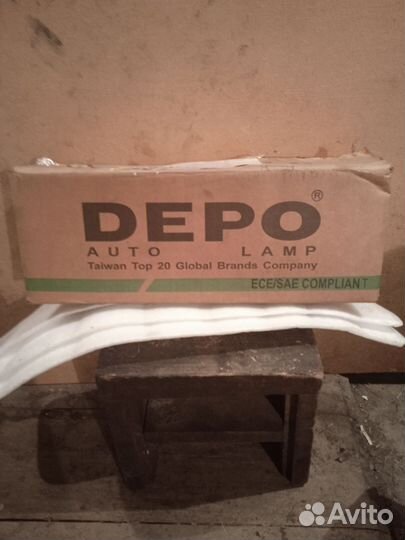 DEPO®
AUTO LAMP
Taiwan Top 20 Global Brands Company
ECE/SAE COMPLIANT
Avito